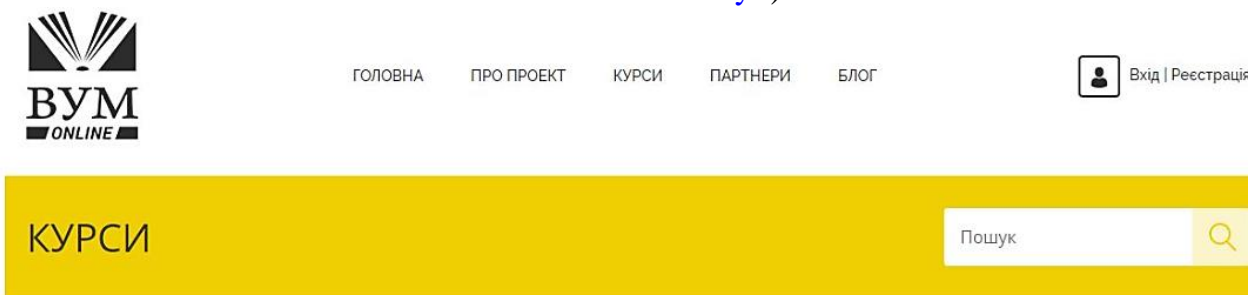 ВУМ
ONLINE
ГОЛОВНА ПРО ПРОЕКТ КУРСИ ПАРТНЕРИ БЛОГ
Вхід | Реєстрація
КУРСИ
Пошук